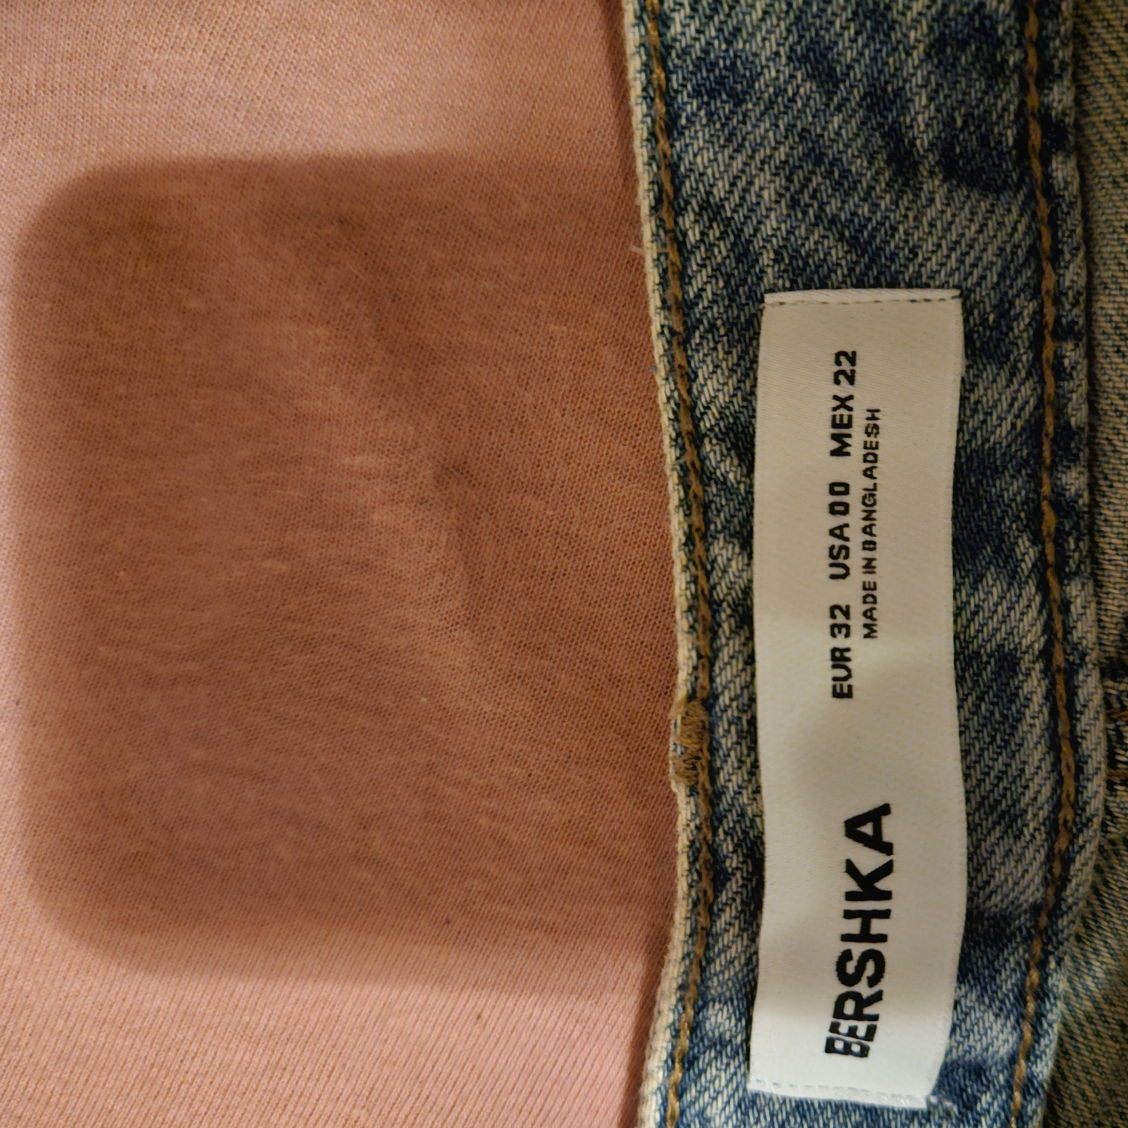 BERSHKA
EUR 32 USA 00 MEX 22
MADE IN BANGLADESH